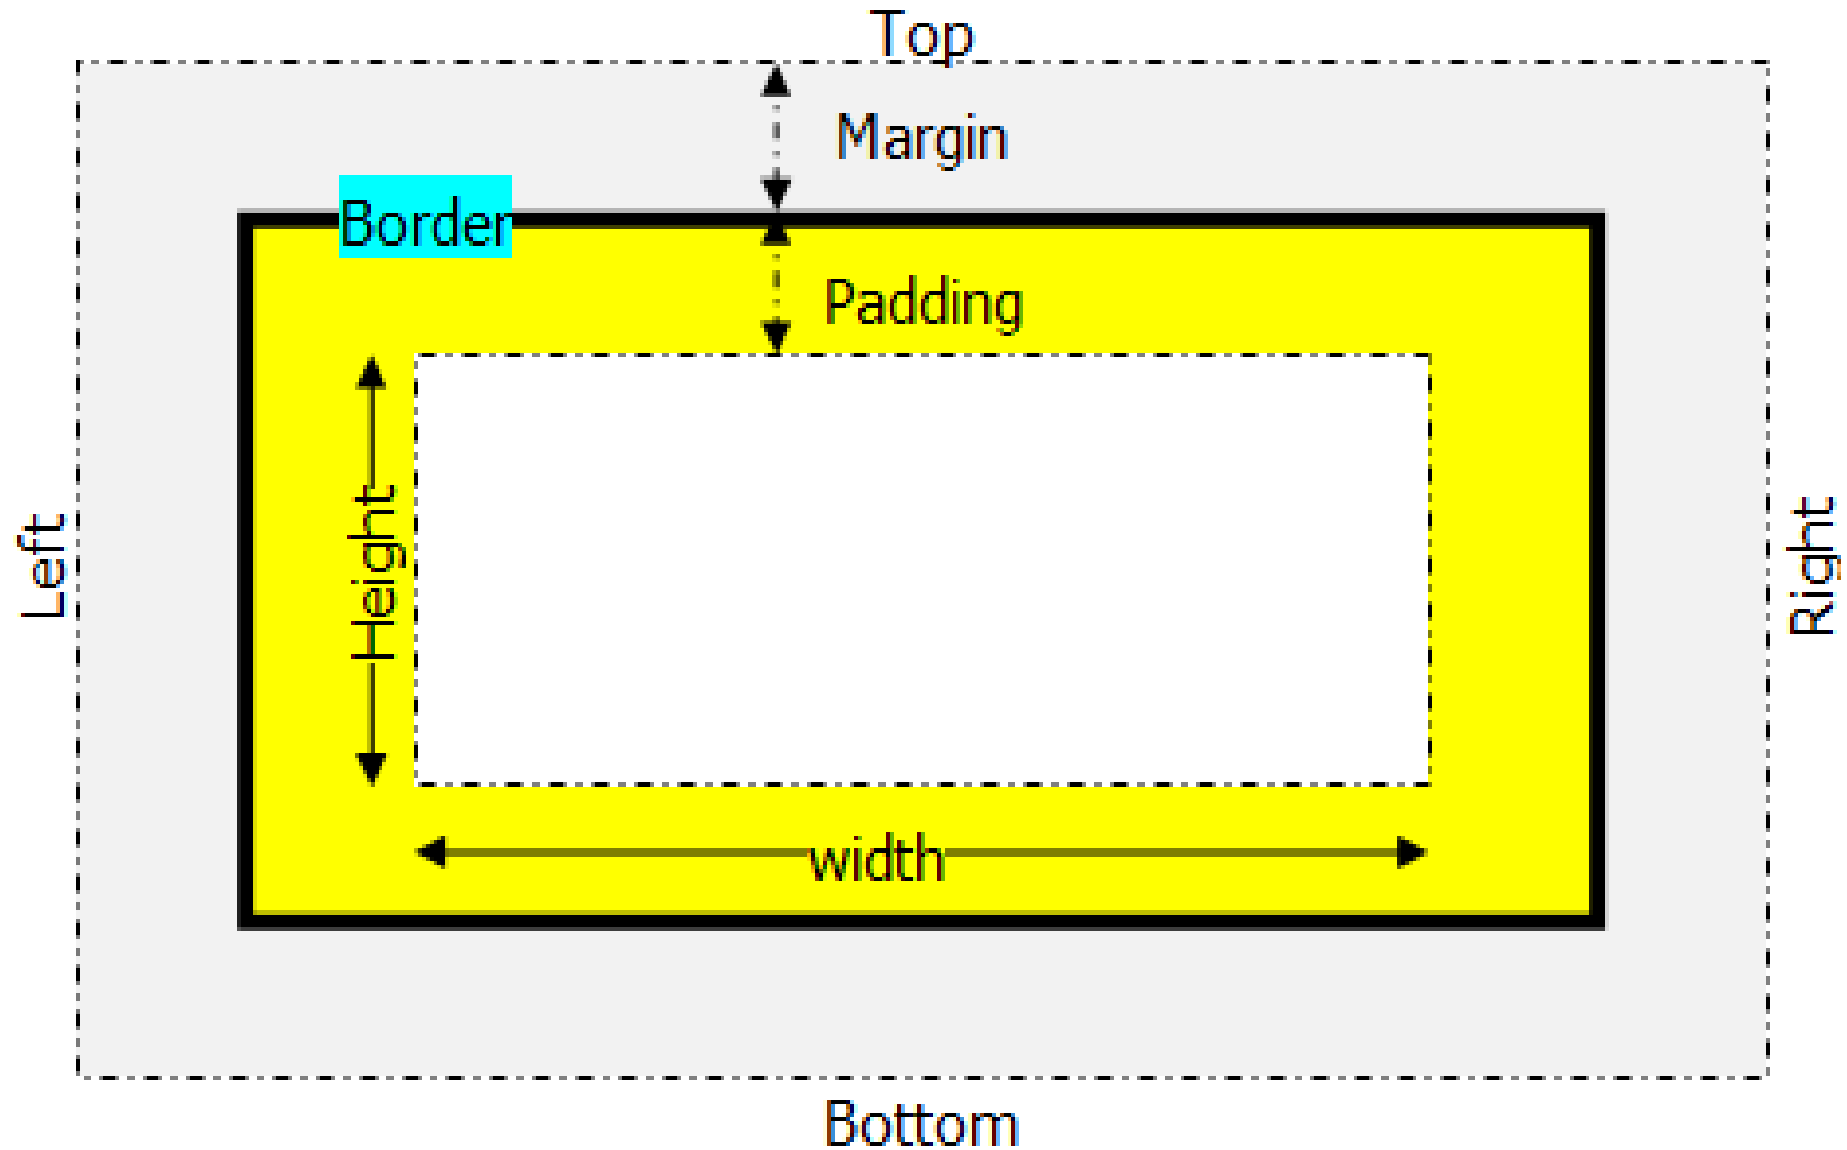 Top
Margin
Border
Padding
Height
Left
Right
width
Bottom